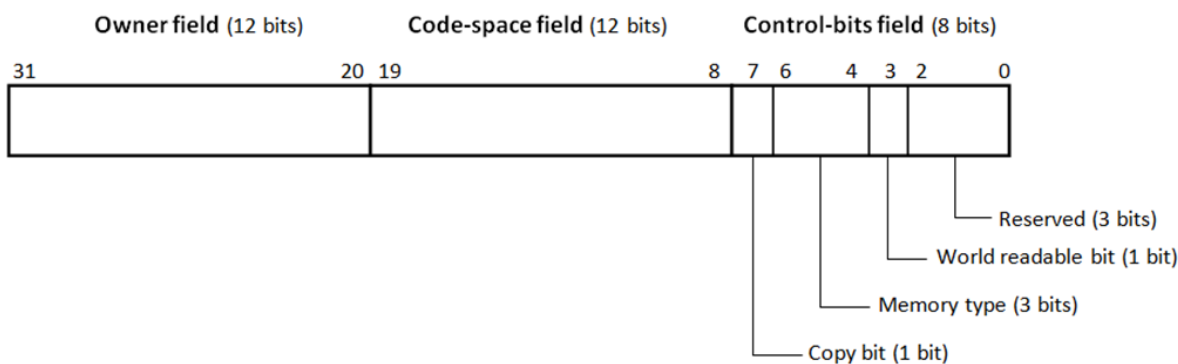 Owner field (12 bits) Code-space field (12 bits) Control-bits field (8 bits)
31 20 19 8 7 6 4 3 2 0
Reserved (3 bits)
World readable bit (1 bit)
Memory type (3 bits)
Copy bit (1 bit)